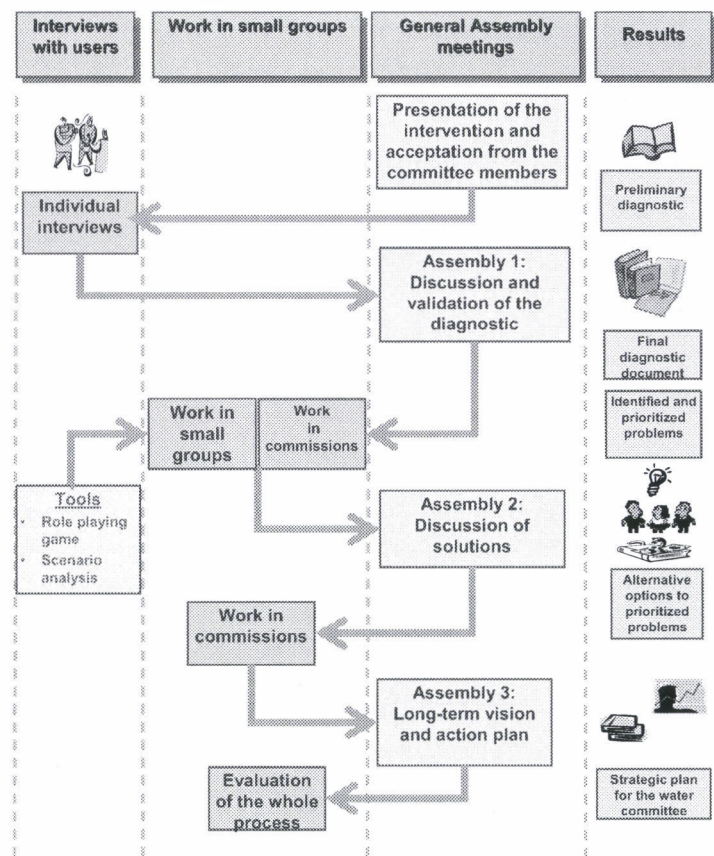 Interviews
with users
Work in small groups
General Assembly
meetings
Results
Presentation of the
intervention and
acceptation from the
committee members
Preliminary
diagnostic
Individual
interviews
Assembly 1:
Discussion and
validation of the
diagnostic
Final
diagnostic
document
Identified and
prioritized
problems
Work in
small
groups
Work
in
commissions
Tools
Role playing
game
Scenario
analysis
Assembly 2:
Discussion of
solutions
Alternative
options to
prioritized
problems
Work in
commissions
Assembly 3:
Long-term vision
and action plan
Evaluation
of the whole
process
Strategic plan
for the water
committee